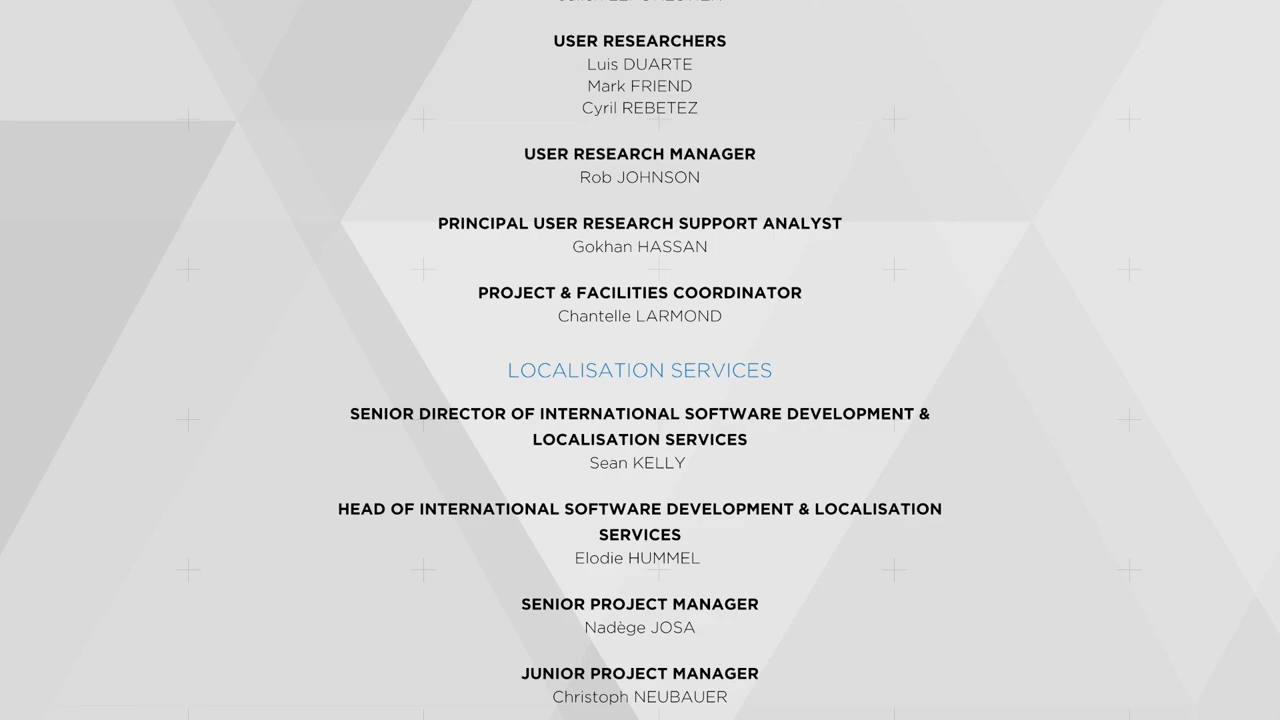 USER RESEARCHERS
Luis DUARTE
Mark FRIEND
Cyril REBETEZ
USER RESEARCH MANAGER
Rob JOHNSON
PRINCIPAL USER RESEARCH SUPPORT ANALYST
Gokhan HASSAN
PROJECT & FACILITIES COORDINATOR
Chantelle LARMOND
LOCALISATION SERVICES
SENIOR DIRECTOR OF INTERNATIONAL SOFTWARE DEVELOPMENT &
LOCALISATION SERVICES
Sean KELLY
HEAD OF INTERNATIONAL SOFTWARE DEVELOPMENT & LOCALISATION
SERVICES
Elodie HUMMEL
SENIOR PROJECT MANAGER
Nadège JOSA
JUNIOR PROJECT MANAGER
Christoph NEUBAUER